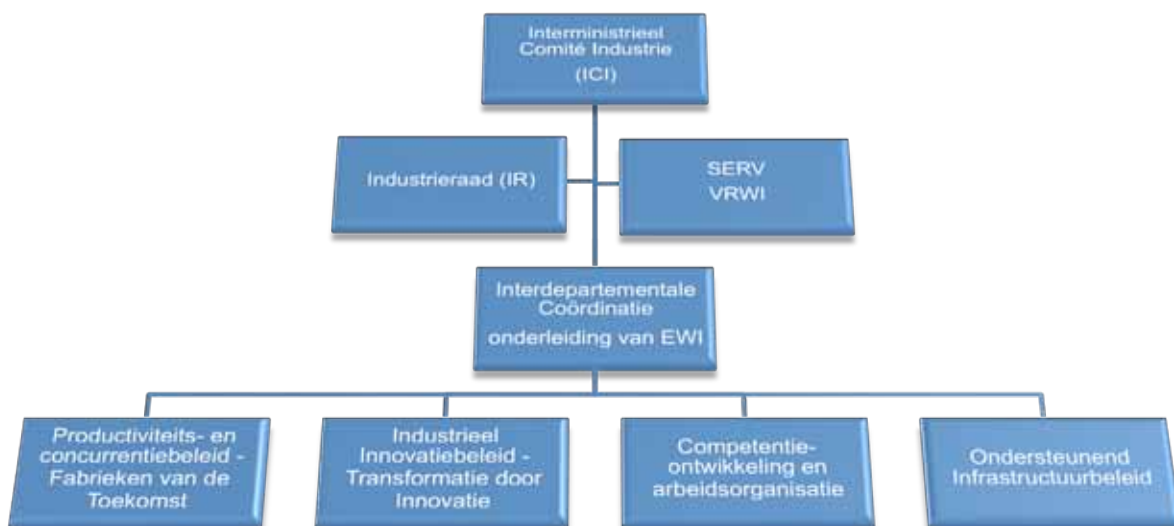 Interministrieel
Comité Industrie
(ICI)
Industrieraad (IR)
SERV
VRWI
Interdepartementale
Coördinatie
onderleiding van EWI
Productiviteits- en
concurrentiebeleid -
Fabrieken van de
Toekomst
Industrieel
Innovatiebeleid -
Transformatie door
Innovatie
Competentie-
ontwikkeling en
arbeidsorganisatie
Ondersteunend
Infrastructuurbeleid